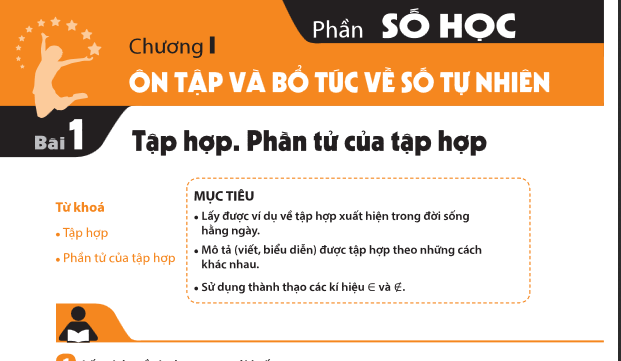 Phần SỐ HỌC
Chương I
ÔN TẬP VÀ BỔ TÚC VỀ SỐ TỰ NHIÊN
Bài 1 Tập hợp. Phần tử của tập hợp
Từ khoá
• Tập hợp
• Phần tử của tập hợp
MỤC TIÊU
• Lấy được ví dụ về tập hợp xuất hiện trong đời sống
hằng ngày.
• Mô tả (viết, biểu diễn) được tập hợp theo những cách
khác nhau.
• Sử dụng thành thạo các kí hiệu ∈ và ∉.